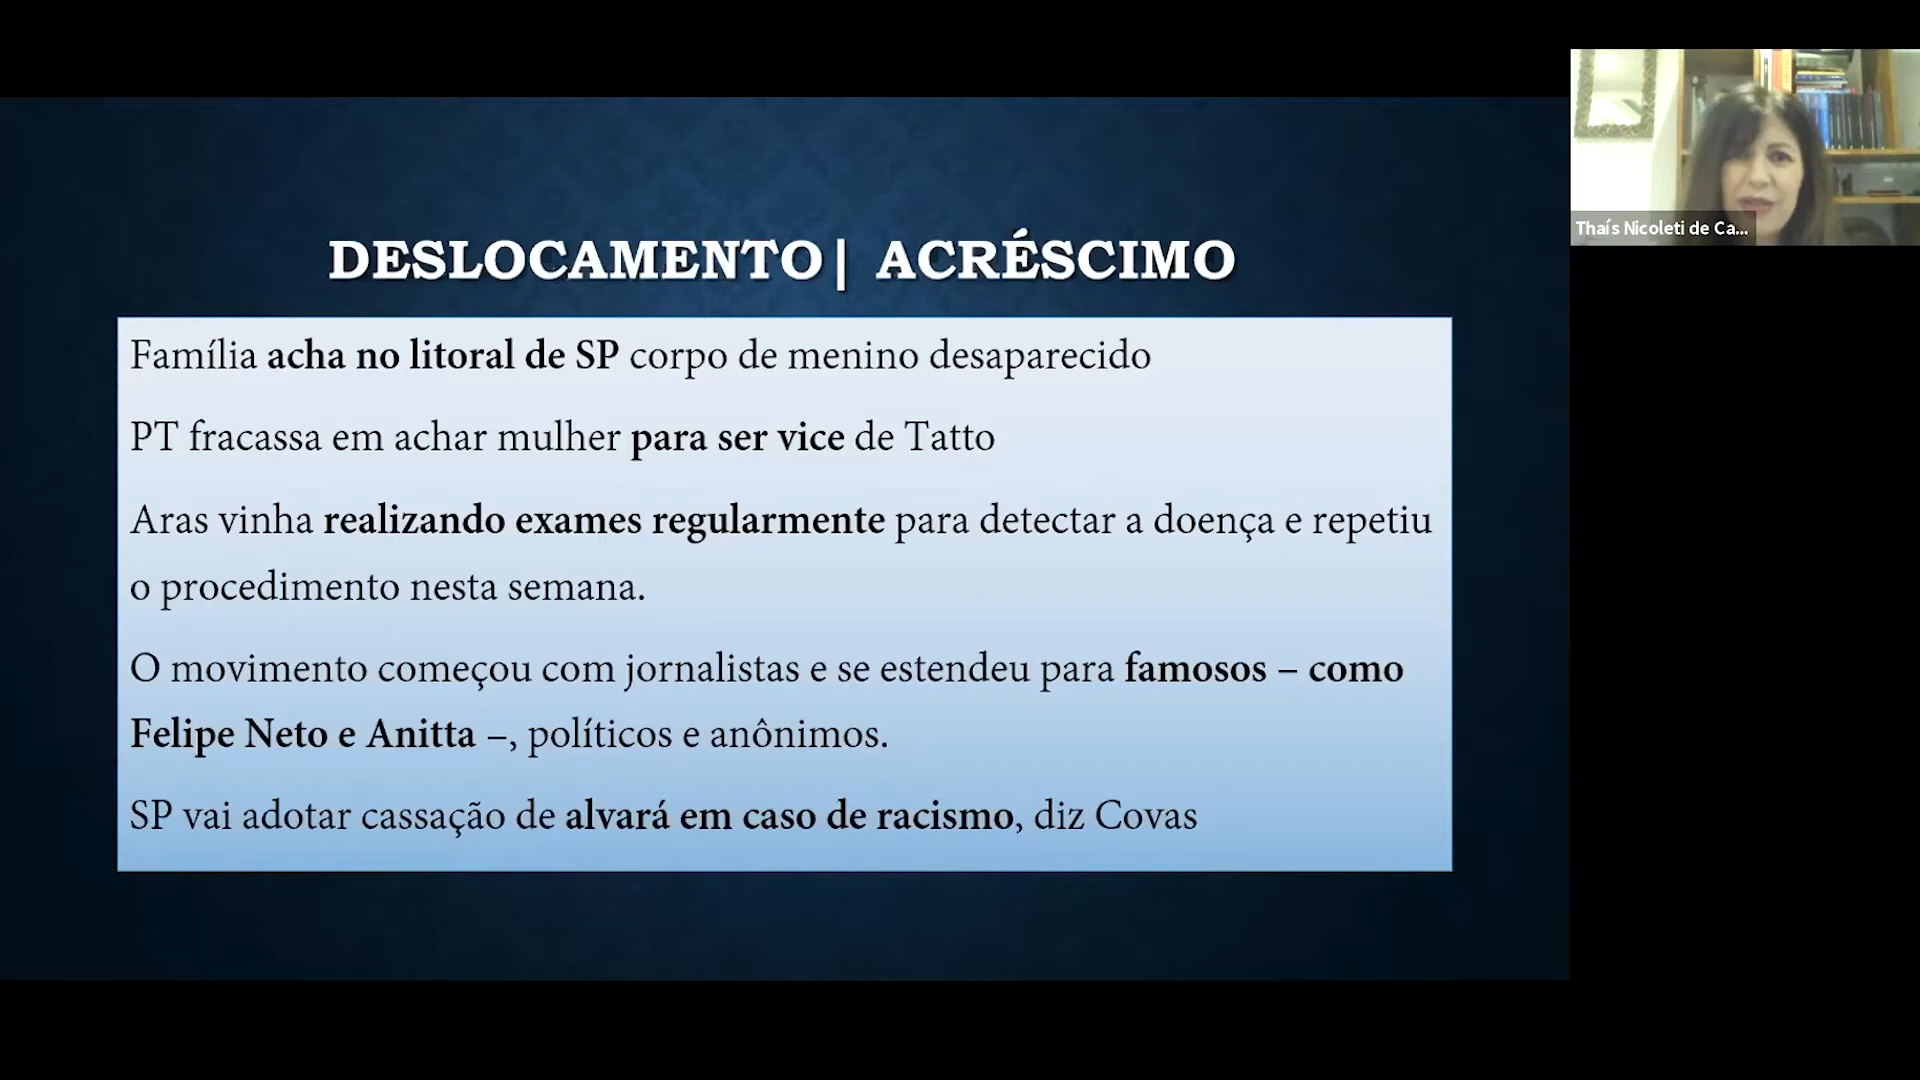 Thaís Nicoleti de Ca...
DESLOCAMENTO| ACRÉSCIMO
Família acha no litoral de SP corpo de menino desaparecido
PT fracassa em achar mulher para ser vice de Tatto
Aras vinha realizando exames regularmente para detectar a doença e repetiu
o procedimento nesta semana.
O movimento começou com jornalistas e se estendeu para famosos – como
Felipe Neto e Anitta –, políticos e anônimos.
SP vai adotar cassação de alvará em caso de racismo, diz Covas